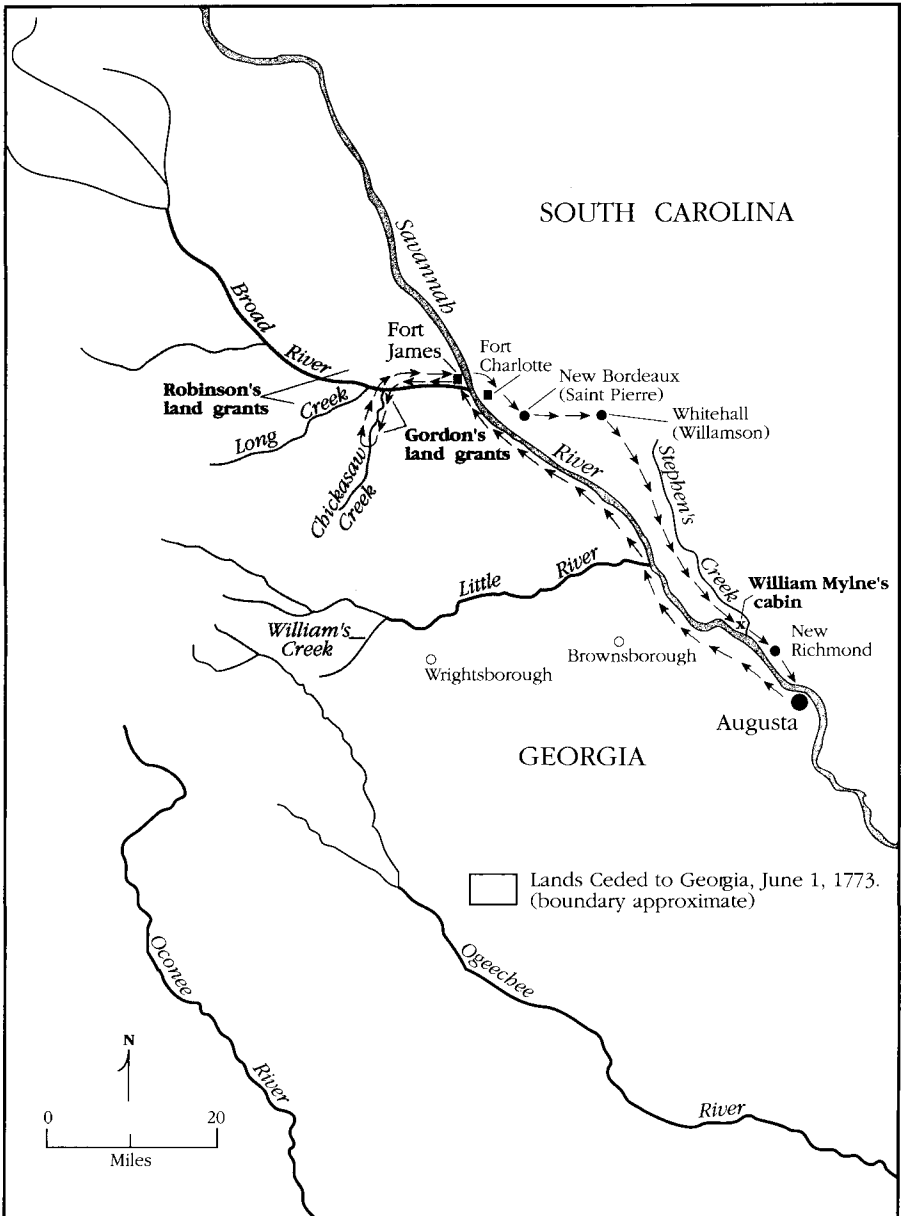 SOUTH CAROLINA
Savannah
River
Broad
River
Fort
James
Fort
Charlotte
New Bordeaux
(Saint Pierre)
Whitehall
(Willamson)
Robinson's
land grants
Long Creek
Gordon's
land grants
Chickasaw
Creek
Stephen's
Creek
William Mylne's
cabin
x
New
Richmond
Little River
William's
Creek
Wrightsborough
Brownsborough
Augusta
GEORGIA
Lands Ceded to Georgia, June 1, 1773.
(boundary approximate)
Oconee
River
Ogeechee
River
N
0 20
Miles